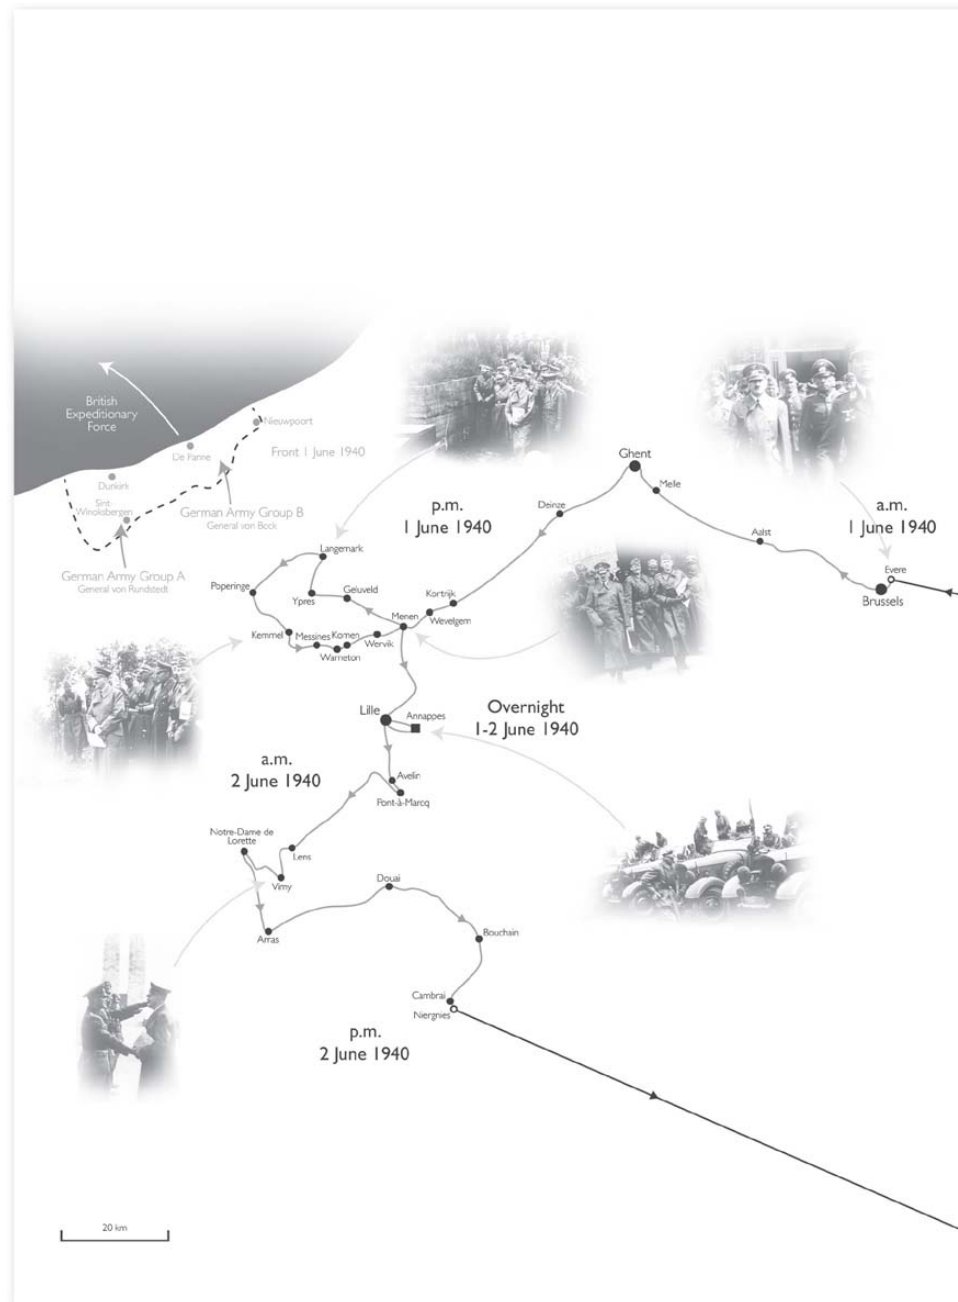 British
Expeditionary
Force
Nieuwpoort
De Panne
Front 1 June 1940
Dunkirk
Sint
Winoksbergen
German Army Group B
General von Bock
German Army Group A
General von Rundstedt
p.m.
1 June 1940
Ghent
Melle
Deinze
Aalst
a.m.
1 June 1940
Evere
Brussels
Langemark
Poperinge
Ypres
Geluveld
Kortrijk
Menen
Wevelgem
Kemmel
Messines
Komen
Wervik
Warneton
Lille
Annappes
Overnight
1-2 June 1940
a.m.
2 June 1940
Avelin
Pont-à-Marcq
Notre-Dame de
Lorette
Lens
Vimy
Douai
Arras
Bouchain
Cambrai
Niergnies
p.m.
2 June 1940
20 km